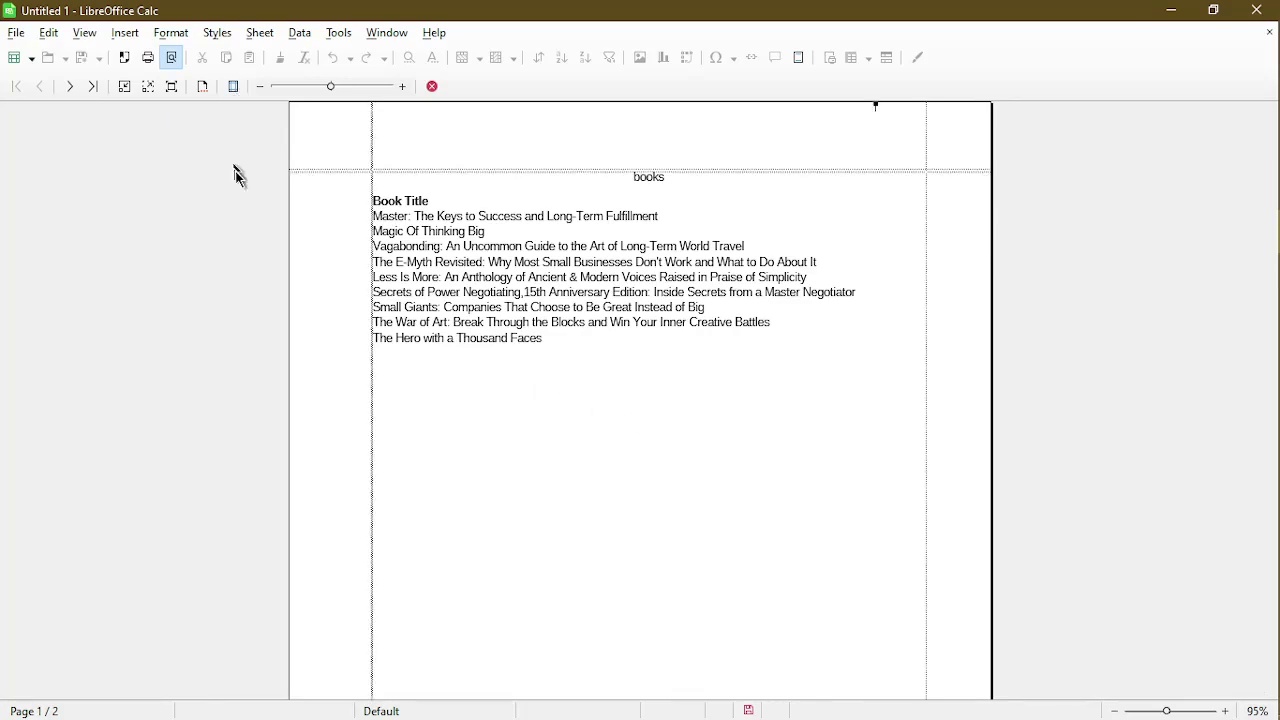 Untitled 1 - LibreOffice Calc
File Edit View Insert Format Styles Sheet Data Tools Window Help
books
Book Title
Master: The Keys to Success and Long-Term Fulfillment
Magic Of Thinking Big
Vagabonding: An Uncommon Guide to the Art of Long-Term World Travel
The E-Myth Revisited: Why Most Small Businesses Don't Work and What to Do About It
Less Is More: An Anthology of Ancient & Modern Voices Raised in Praise of Simplicity
Secrets of Power Negotiating,15th Anniversary Edition: Inside Secrets from a Master Negotiator
Small Giants: Companies That Choose to Be Great Instead of Big
The War of Art: Break Through the Blocks and Win Your Inner Creative Battles
The Hero with a Thousand Faces
Page 1 / 2 Default 95%